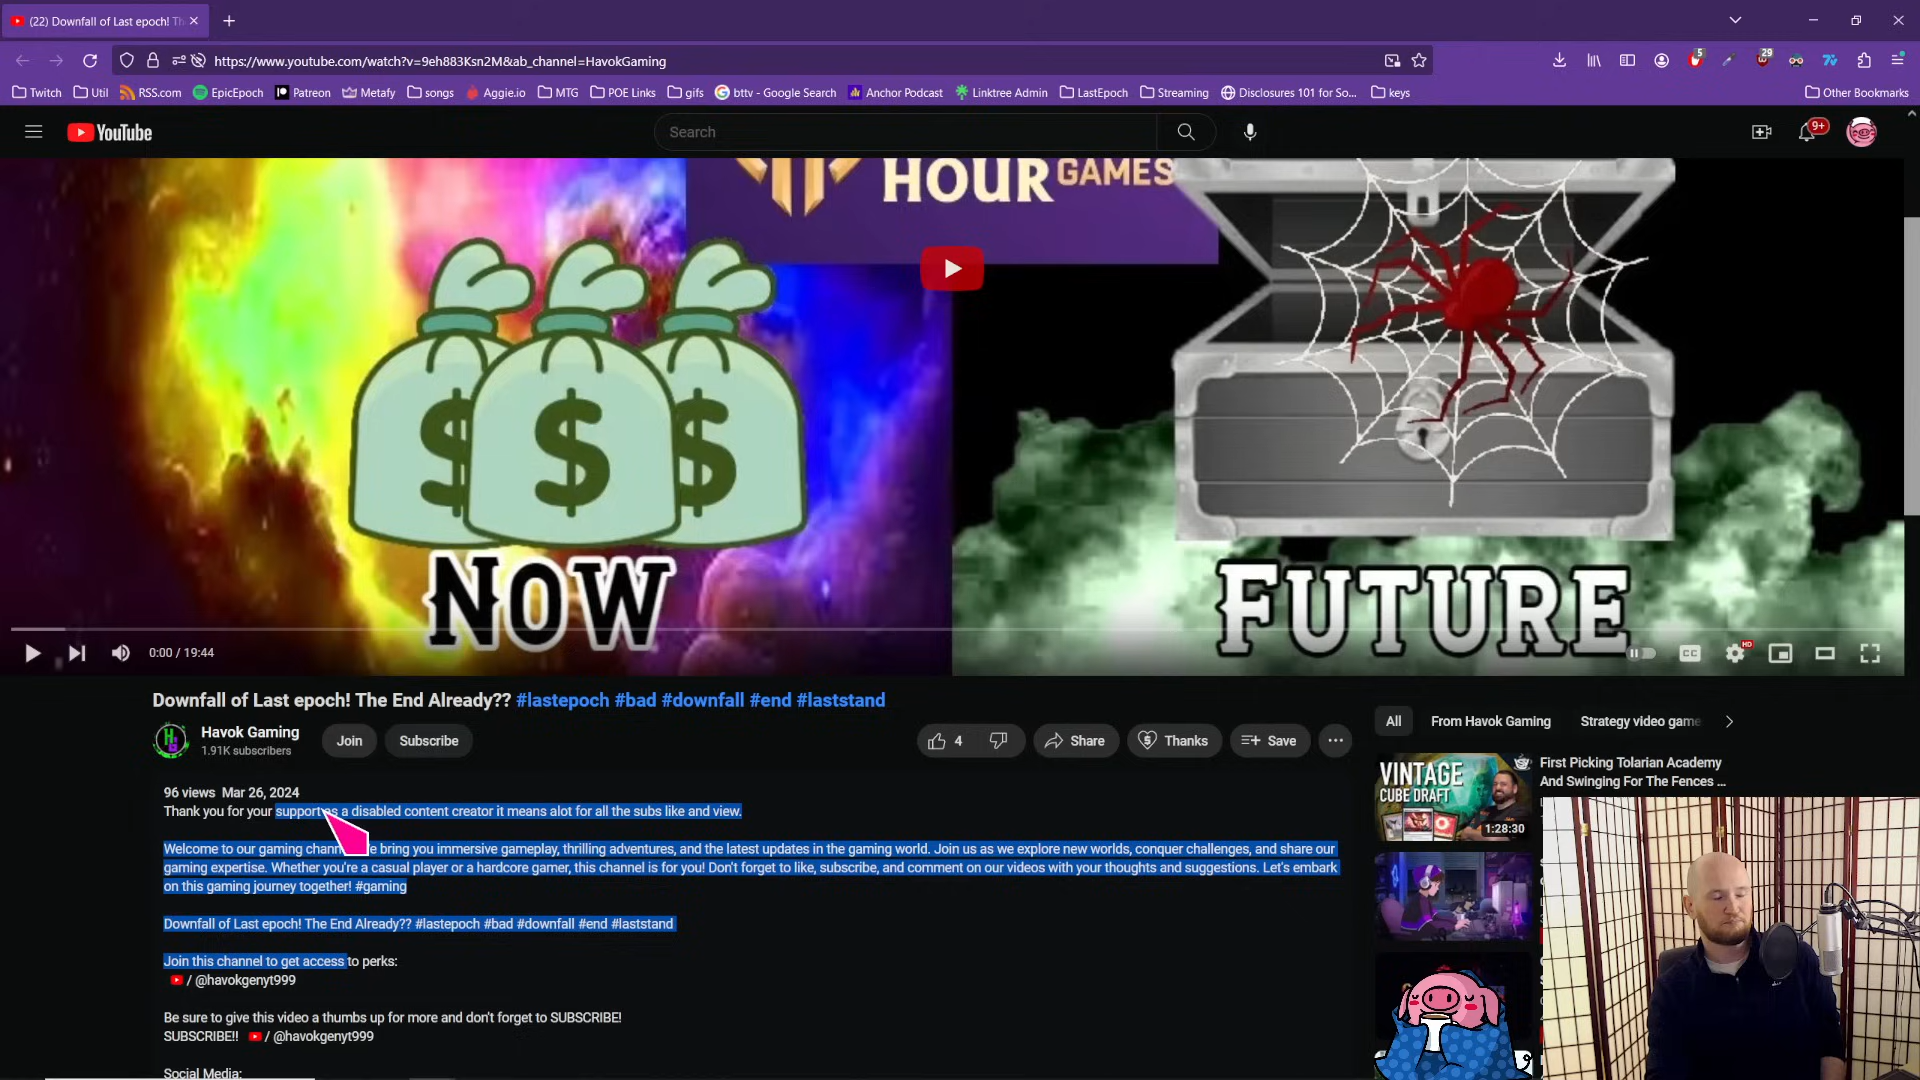 (22) Downfall of Last epoch! Th
https://www.youtube.com/watch?v=9eh883Ksn2M&ab_channel=HavokGaming
5
29
Twitch
Util
RSS.com
EpicEpoch
Patreon
Metafy
songs
Aggie.io
MTG
POE Links
gifs
bttv - Google Search
Anchor Podcast
Linktree Admin
LastEpoch
Streaming
Disclosures 101 for So...
keys
Other Bookmarks
YouTube
Search
9+
HOUR GAMES
$ $ $
NOW
FUTURE
0:00 / 19:44
CC
HD
Downfall of Last epoch! The End Already?? #lastepoch #bad #downfall #end #laststand
Havok Gaming
1.91K subscribers
Join
Subscribe
4
Share
Thanks
Save
All
From Havok Gaming
Strategy video game
96 views Mar 26, 2024
Thank you for your support as a disabled content creator it means alot for all the subs like and view.
Welcome to our gaming bring you immersive gameplay, thrilling adventures, and the latest updates in the gaming world. Join us as we explore new worlds, conquer challenges, and share our
gaming expertise. Whether you're a casual player or a hardcore gamer, this channel is for you! Don't forget to like, subscribe, and comment on our videos with your thoughts and suggestions. Let's embark
on this gaming journey together! #gaming
Downfall of Last epoch! The End Already?? #lastepoch #bad #downfall #end #laststand
Join this channel to get access to perks:
/ @havokgenyt999
Be sure to give this video a thumbs up for more and don't forget to SUBSCRIBE!
SUBSCRIBE!! / @havokgenyt999
Social Media:
VINTAGE
CUBE DRAFT
1:28:30
First Picking Tolarian Academy
And Swinging For The Fences ...